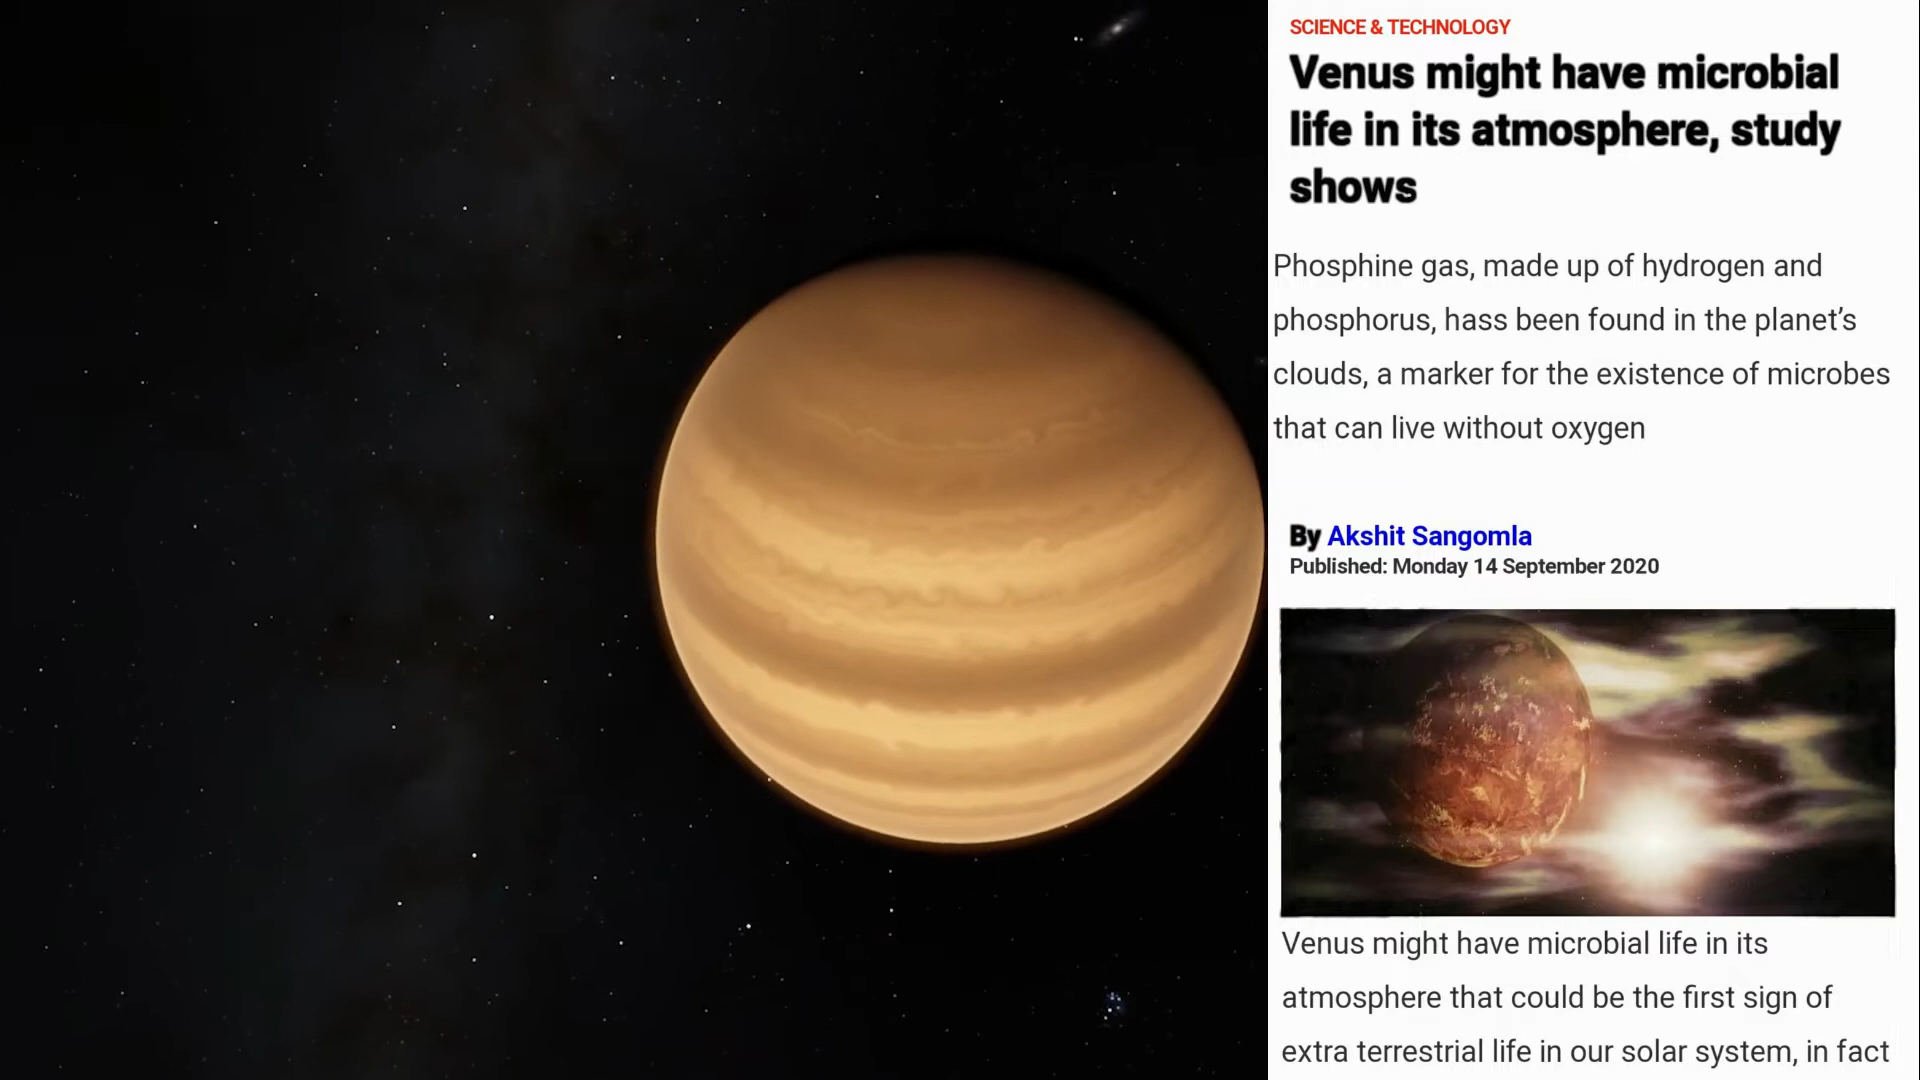 SCIENCE & TECHNOLOGY
Venus might have microbial
life in its atmosphere, study
shows
Phosphine gas, made up of hydrogen and
phosphorus, hass been found in the planet’s
clouds, a marker for the existence of microbes
that can live without oxygen
By Akshit Sangomla
Published: Monday 14 September 2020
Venus might have microbial life in its
atmosphere that could be the first sign of
extra terrestrial life in our solar system, in fact